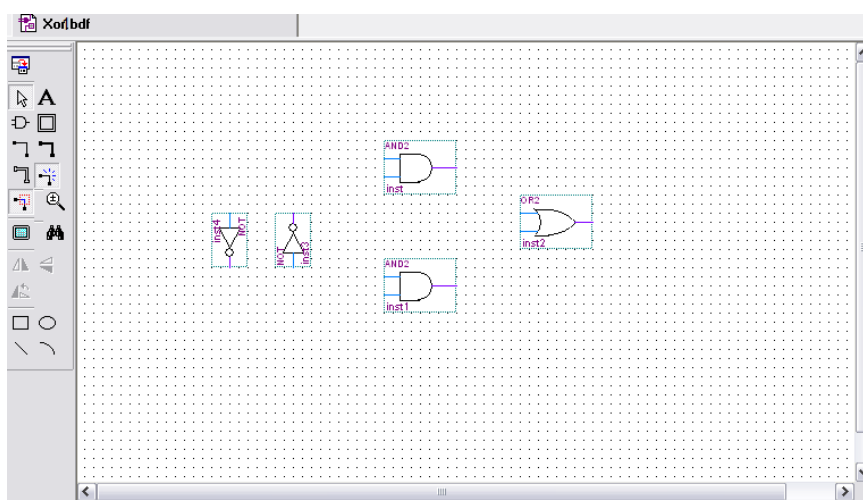 Xor.bdf
A
AND2
inst
inst4
NOT
NOT
inst3
OR2
inst2
AND2
inst1